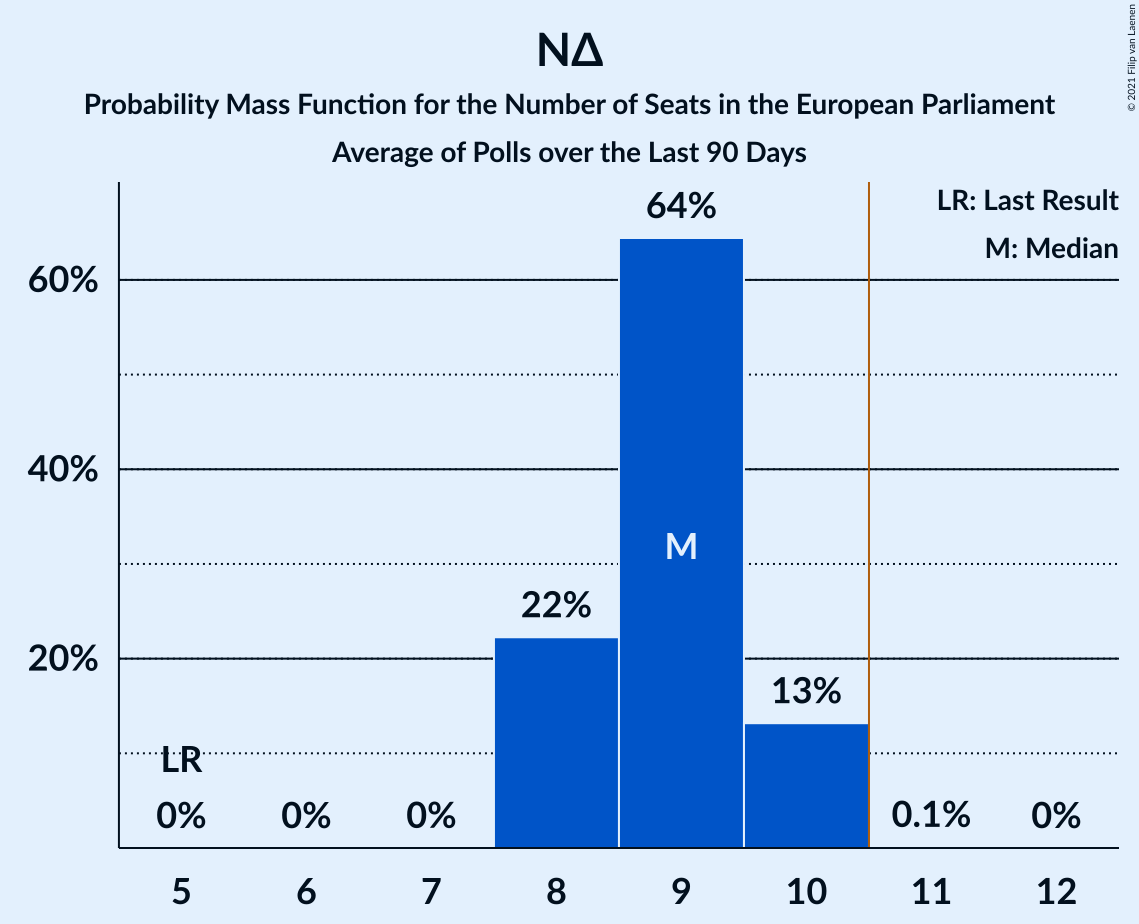 © 2021 Filip van Laenen
ΝΔ
Probability Mass Function for the Number of Seats in the European Parliament
Average of Polls over the Last 90 Days
LR: Last Result
M: Median
64%
60%
40%
M
22%
20%
13%
LR
0% 0% 0% 0.1% 0%
5 6 7 8 9 10 11 12